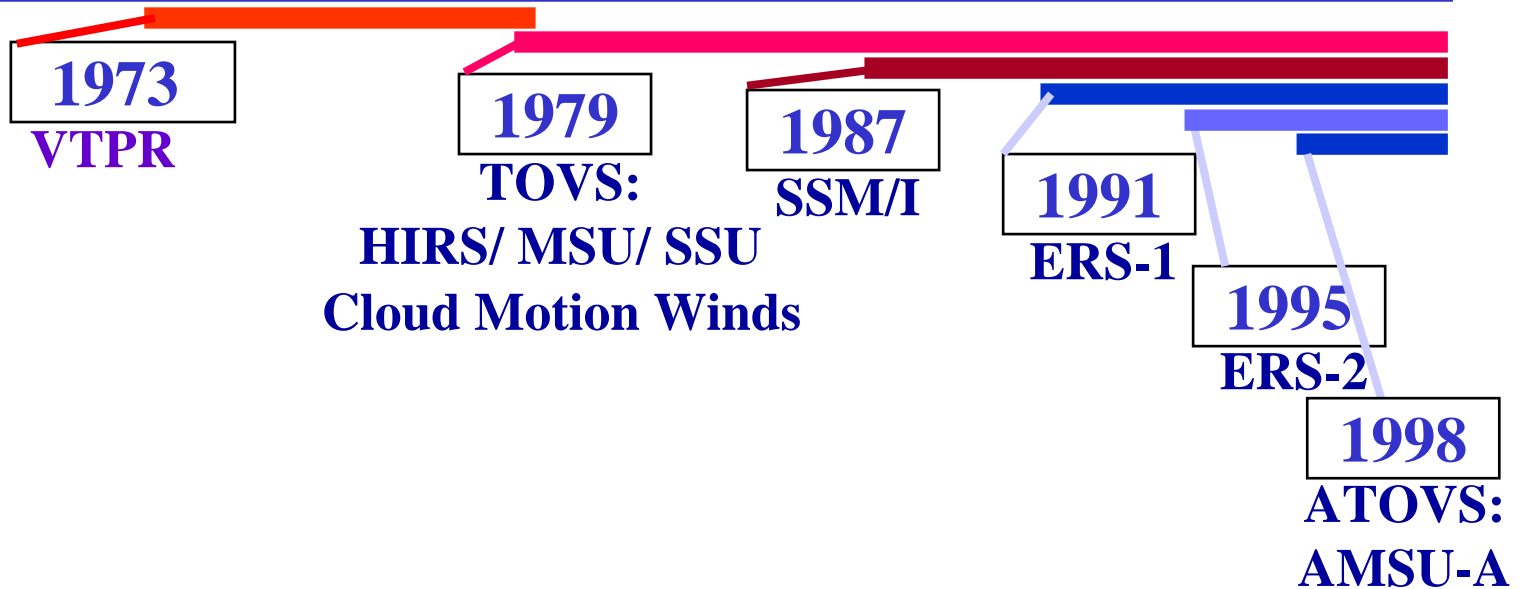 1973
VTPR
1979
TOVS:
HIRS/ MSU/ SSU
Cloud Motion Winds
1987
SSM/I
1991
ERS-1
1995
ERS-2
1998
ATOVS:
AMSU-A